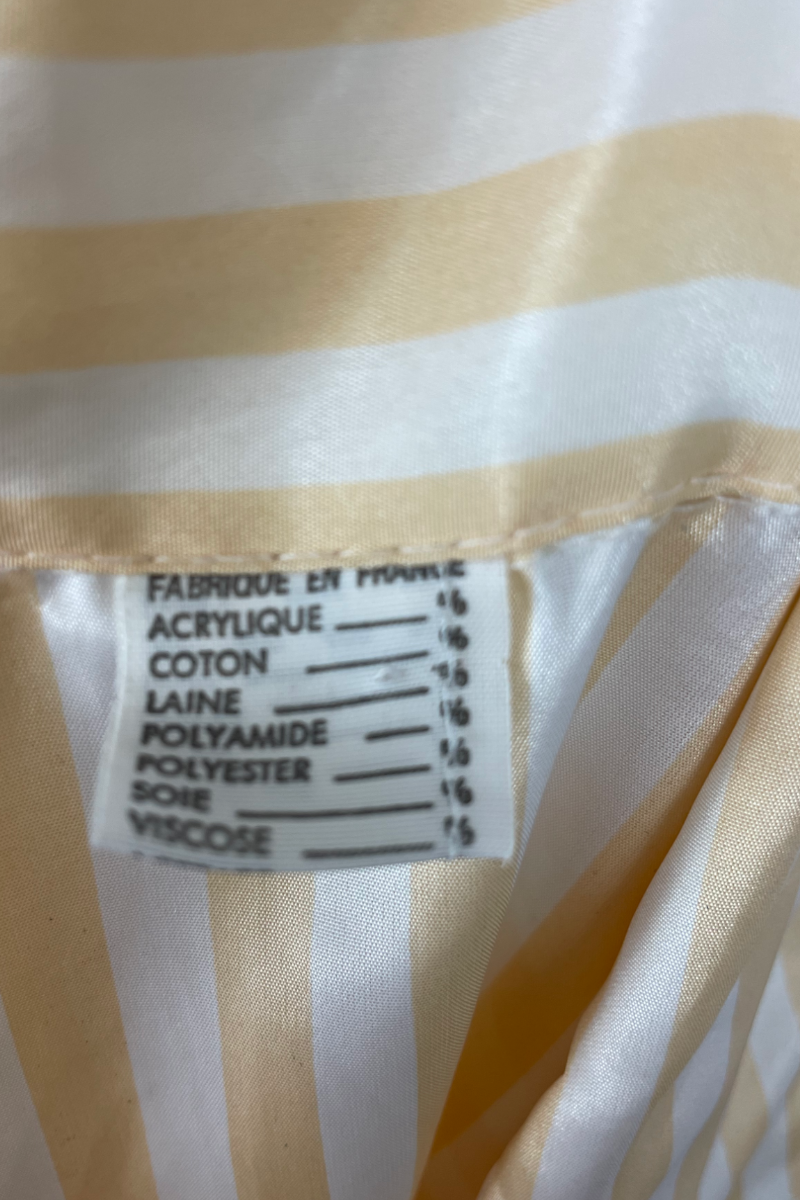 FABRIQUE EN FRANCE
ACRYLIQUE %
COTON %
LAINE %
POLYAMIDE %
POLYESTER %
SOIE %
VISCOSE %